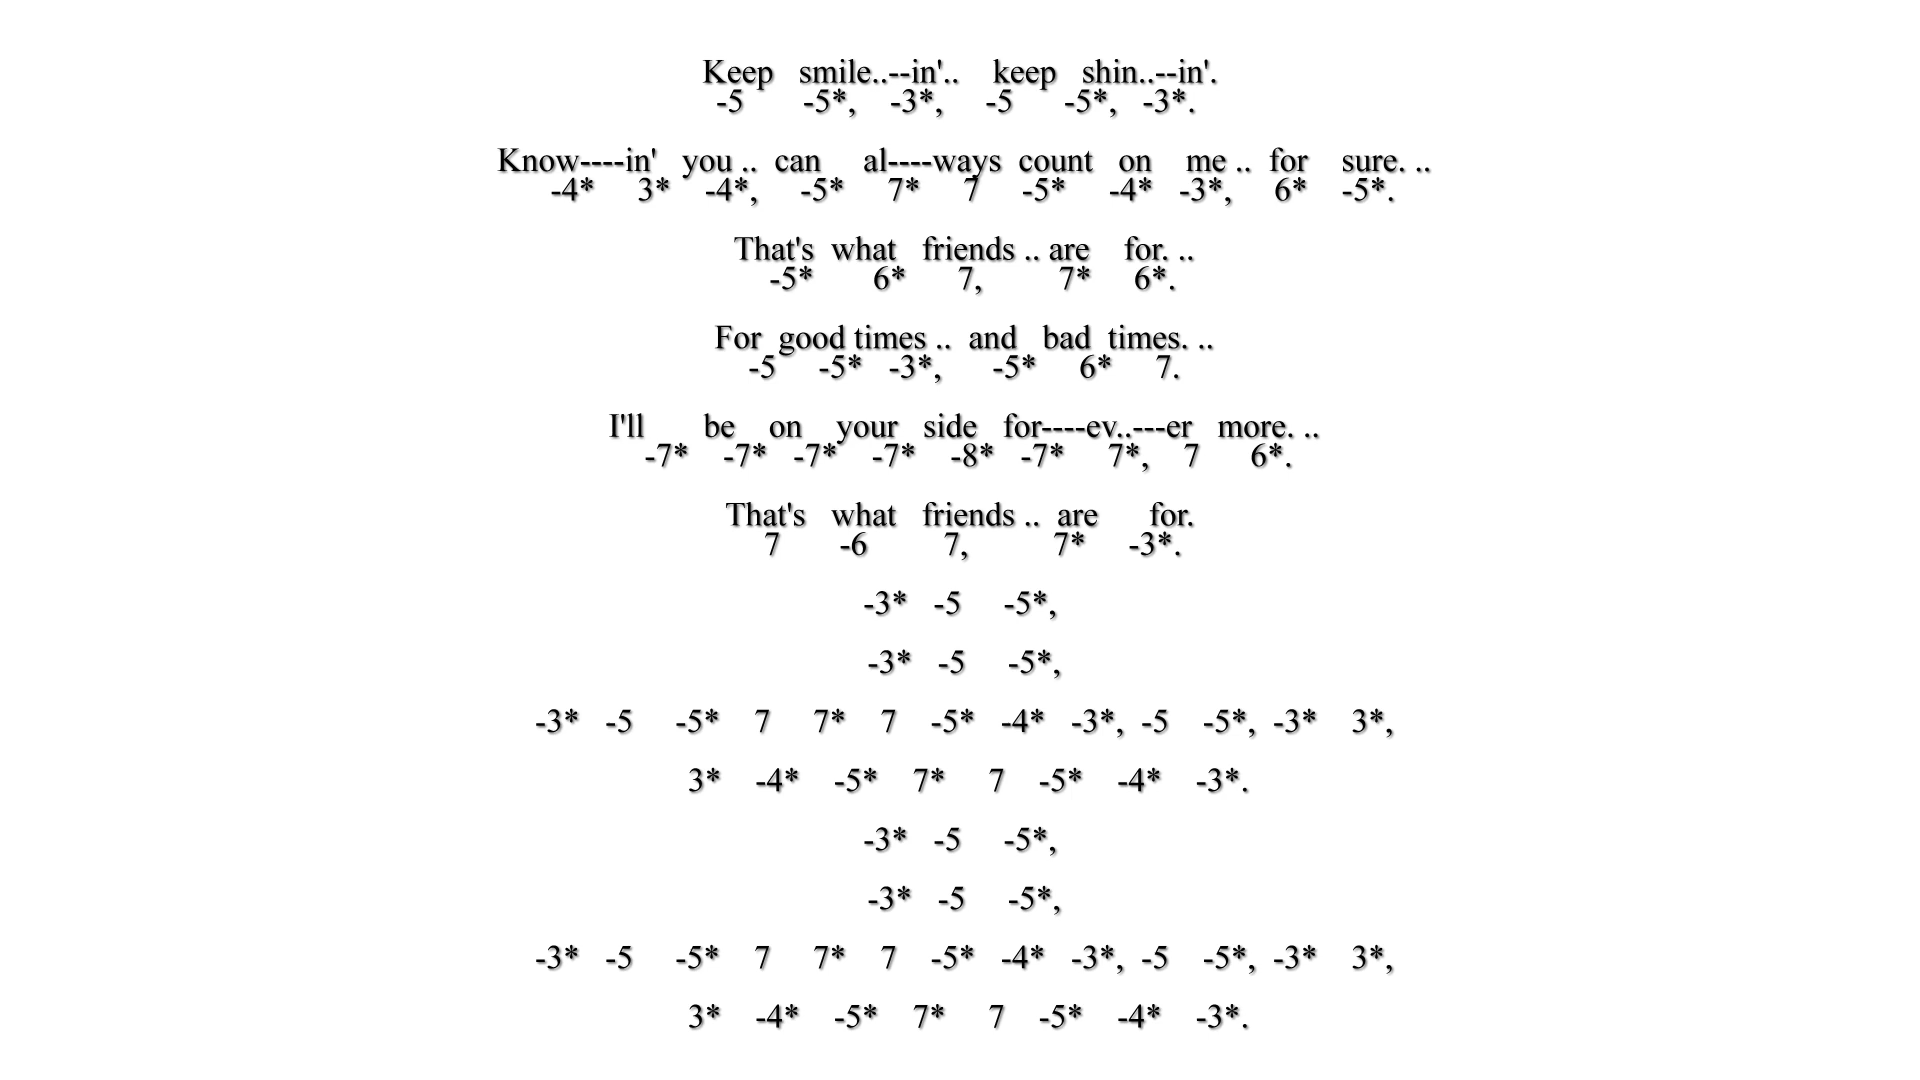 Keep smile..--in'.. keep shin..--in'.
-5 -5*, -3*, -5 -5*, -3*.
Know----in' you .. can al----ways count on me .. for sure. ..
-4* 3* -4*, -5* 7* 7 -5* -4* -3*, 6* -5*.
That's what friends .. are for. ..
-5* 6* 7, 7* 6*.
For good times .. and bad times. ..
-5 -5* -3*, -5* 6* 7.
I'll be on your side for----ev..---er more. ..
-7* -7* -7* -7* -8* -7* 7*, 7 6*.
That's what friends .. are for.
7 -6 7, 7* -3*.
-3* -5 -5*,
-3* -5 -5*,
-3* -5 -5* 7 7* 7 -5* -4* -3*, -5 -5*, -3* 3*,
3* -4* -5* 7* 7 -5* -4* -3*.
-3* -5 -5*,
-3* -5 -5*,
-3* -5 -5* 7 7* 7 -5* -4* -3*, -5 -5*, -3* 3*,
3* -4* -5* 7* 7 -5* -4* -3*.